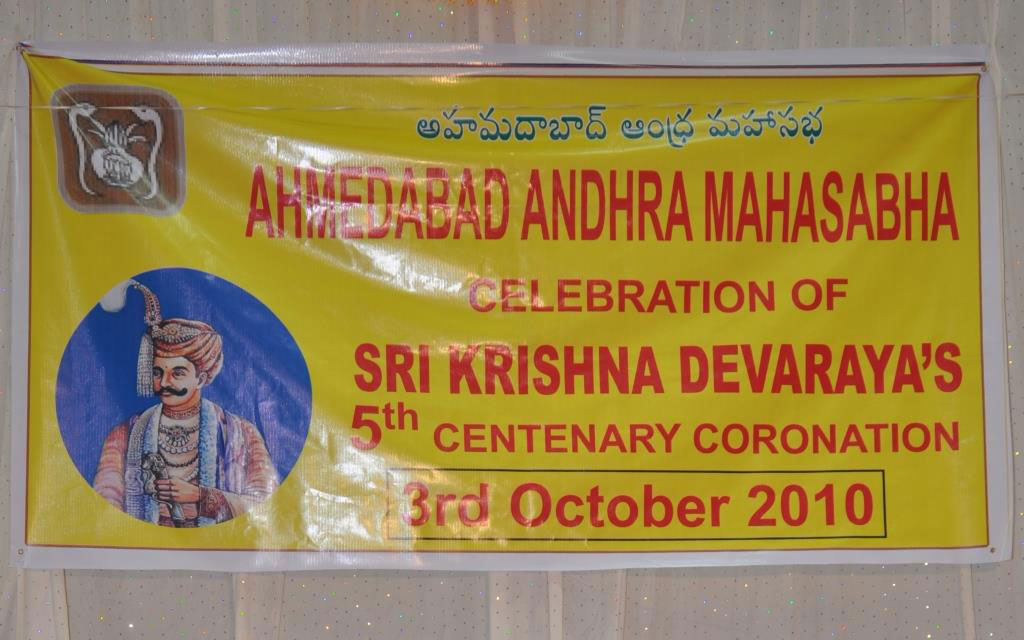 అహమదాబాద్ ఆంధ్ర మహాసభ
AHMEDABAD ANDHRA MAHASABHA
CELEBRATION OF
SRI KRISHNA DEVARAYA'S
5th CENTENARY CORONATION
3rd October 2010